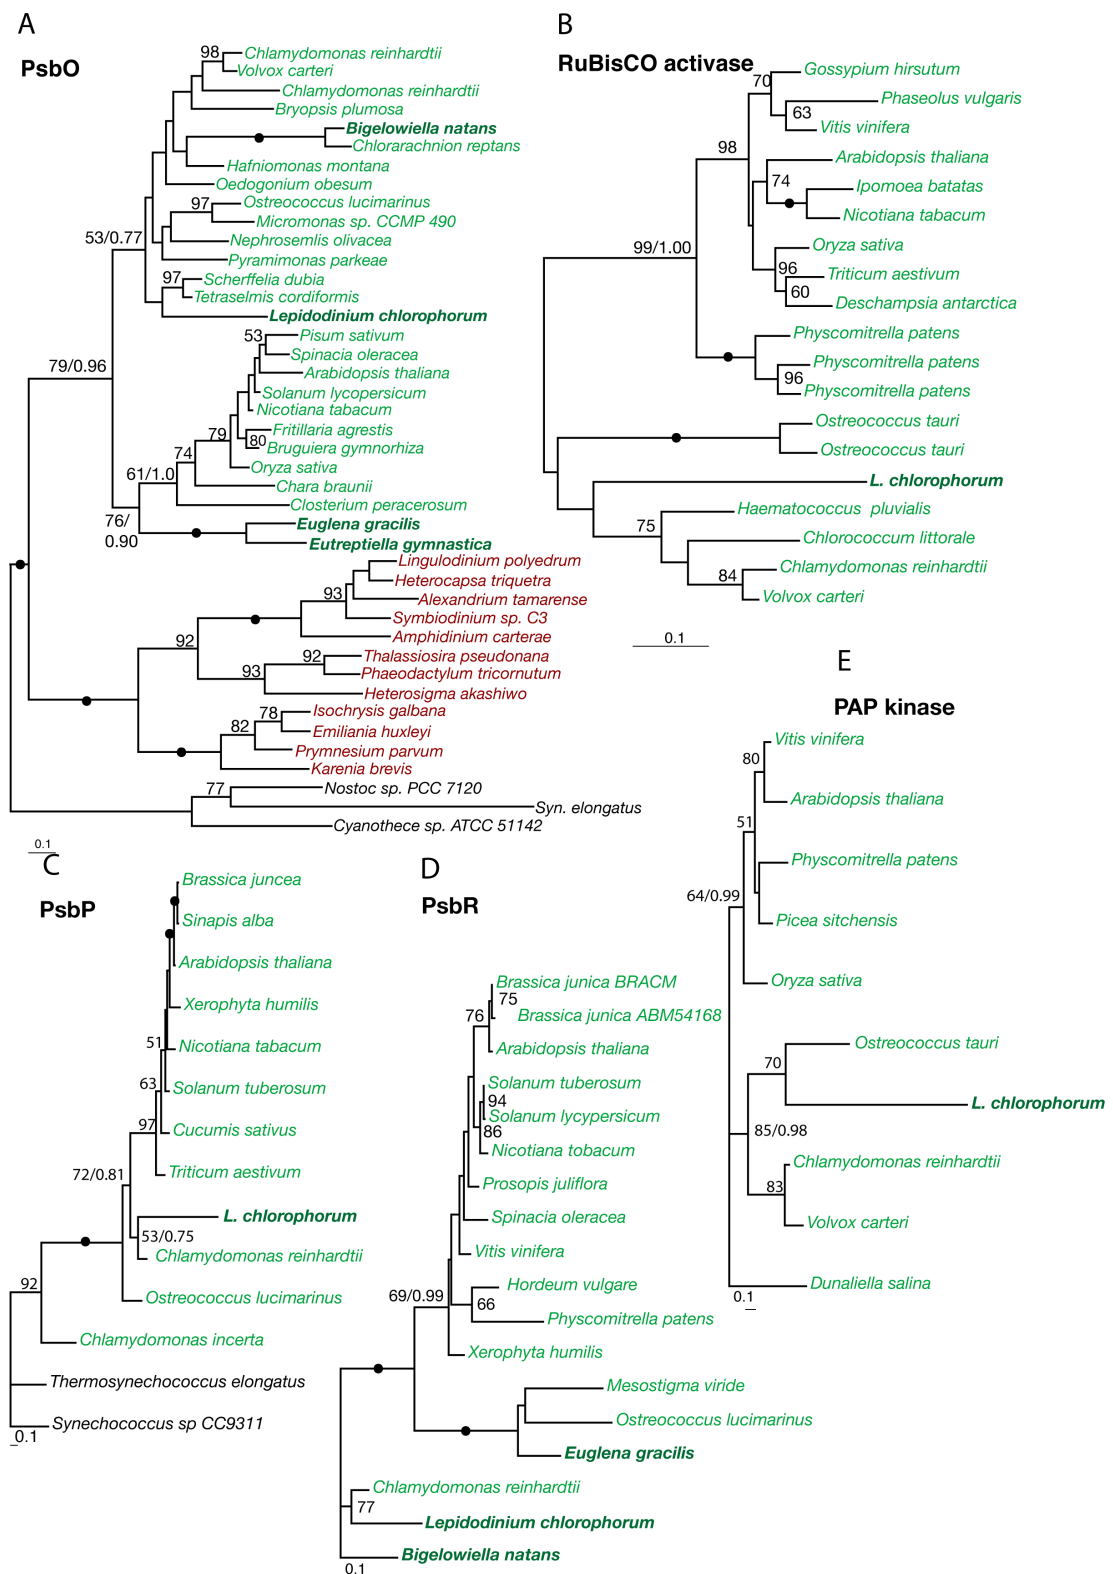 A
PsbO
98
Chlamydomonas reinhardtii
Volvox carteri
Chlamydomonas reinhardtii
Bryopsis plumosa
Bigelowiella natans
Chlorarachnion reptans
Hafniomonas montana
Oedogonium obesum
97
Ostreococcus lucimarinus
Micromonas sp. CCMP 490
53/0.77
Nephrosemlis olivacea
Pyramimonas parkeae
97
Scherffelia dubia
Tetraselmis cordiformis
Lepidodinium chlorophorum
53
Pisum sativum
Spinacia oleracea
79/0.96
Arabidopsis thaliana
Solanum lycopersicum
Nicotiana tabacum
79
Fritillaria agrestis
80
Bruguiera gymnorhiza
74
Oryza sativa
61/1.0
Chara braunii
Closterium peracerosum
76/
0.90
Euglena gracilis
Eutreptiella gymnastica
Lingulodinium polyedrum
Heterocapsa triquetra
93
Alexandrium tamarense
Symbiodinium sp. C3
Amphidinium carterae
92
92
Thalassiosira pseudonana
93
Phaeodactylum tricornutum
Heterosigma akashiwo
78
Isochrysis galbana
82
Emiliania huxleyi
Prymnesium parvum
Karenia brevis
77
Nostoc sp. PCC 7120
Syn. elongatus
Cyanothece sp. ATCC 51142
0.1
B
RuBisCO activase
70
Gossypium hirsutum
Phaseolus vulgaris
63
Vitis vinifera
98
Arabidopsis thaliana
74
Ipomoea batatas
Nicotiana tabacum
99/1.00
Oryza sativa
96
Triticum aestivum
60
Deschampsia antarctica
Physcomitrella patens
Physcomitrella patens
96
Physcomitrella patens
Ostreococcus tauri
Ostreococcus tauri
L. chlorophorum
Haematococcus pluvialis
75
Chlorococcum littorale
Chlamydomonas reinhardtii
84
Volvox carteri
0.1
C
PsbP
Brassica juncea
Sinapis alba
Arabidopsis thaliana
Xerophyta humilis
51
Nicotiana tabacum
63
Solanum tuberosum
97
Cucumis sativus
72/0.81
Triticum aestivum
L. chlorophorum
53/0.75
Chlamydomonas reinhardtii
92
Ostreococcus lucimarinus
Chlamydomonas incerta
Thermosynechococcus elongatus
Synechococcus sp CC9311
0.1
D
PsbR
Brassica junica BRACM
75
76
Brassica junica ABM54168
Arabidopsis thaliana
Solanum tuberosum
94
Solanum lycypersicum
86
Nicotiana tobacum
Prosopis juliflora
Spinacia oleracea
Vitis vinifera
69/0.99
Hordeum vulgare
66
Physcomitrella patens
Xerophyta humilis
Mesostigma viride
Ostreococcus lucimarinus
Euglena gracilis
Chlamydomonas reinhardtii
77
Lepidodinium chlorophorum
Bigelowiella natans
0.1
E
PAP kinase
Vitis vinifera
80
Arabidopsis thaliana
51
Physcomitrella patens
64/0.99
Picea sitchensis
Oryza sativa
Ostreococcus tauri
70
L. chlorophorum
85/0.98
Chlamydomonas reinhardtii
83
Volvox carteri
Dunaliella salina
0.1